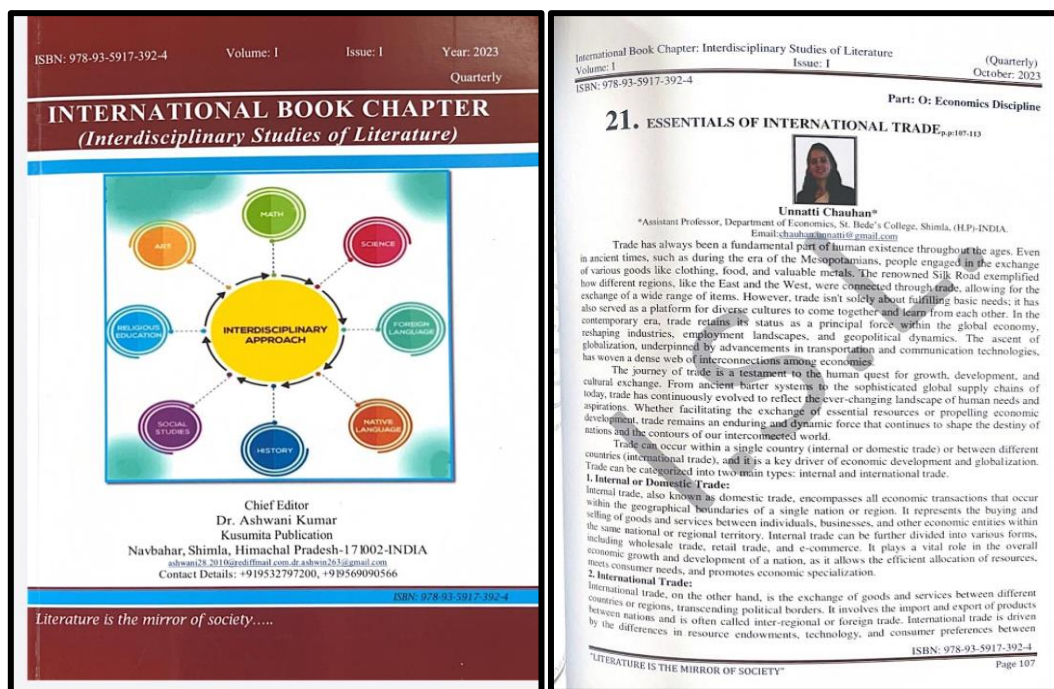 ISBN: 978-93-5917-392-4 Volume: I Issue: I Year: 2023
Quarterly
INTERNATIONAL BOOK CHAPTER
(Interdisciplinary Studies of Literature)
MATH
ART
SCIENCE
RELIGIOUS
EDUCATION
INTERDISCIPLINARY
APPROACH
FOREIGN
LANGUAGE
SOCIAL
STUDIES
NATIVE
LANGUAGE
HISTORY
Chief Editor
Dr. Ashwani Kumar
Kusumita Publication
Navbahar, Shimla, Himachal Pradesh-171002-INDIA
ashwani28.2010@rediffmail.com,dr.ashwin263@gmail.com
Contact Details: +919532797200, +919569090566
ISBN: 978-93-5917-392-4
Literature is the mirror of society.....
International Book Chapter: Interdisciplinary Studies of Literature (Quarterly)
Volume: I Issue: I October: 2023
ISBN: 978-93-5917-392-4
Part: O: Economics Discipline
21. ESSENTIALS OF INTERNATIONAL TRADE p.p:107-113
Unnatti Chauhan*
*Assistant Professor, Department of Economics, St. Bede's College, Shimla, (H.P)-INDIA.
Email:chauhan.unnatti@gmail.com
Trade has always been a fundamental part of human existence throughout the ages. Even
in ancient times, such as during the era of the Mesopotamians, people engaged in the exchange
of various goods like clothing, food, and valuable metals. The renowned Silk Road exemplified
how different regions, like the East and the West, were connected through trade, allowing for the
exchange of a wide range of items. However, trade isn't solely about fulfilling basic needs; it has
also served as a platform for diverse cultures to come together and learn from each other. In the
contemporary era, trade retains its status as a principal force within the global economy,
reshaping industries, employment landscapes, and geopolitical dynamics. The ascent of
globalization, underpinned by advancements in transportation and communication technologies,
has woven a dense web of interconnections among economies.
The journey of trade is a testament to the human quest for growth, development, and
cultural exchange. From ancient barter systems to the sophisticated global supply chains of
today, trade has continuously evolved to reflect the ever-changing landscape of human needs and
aspirations. Whether facilitating the exchange of essential resources or propelling economic
development, trade remains an enduring and dynamic force that continues to shape the destiny of
nations and the contours of our interconnected world.
Trade can occur within a single country (internal or domestic trade) or between different
countries (international trade), and it is a key driver of economic development and globalization.
Trade can be categorized into two main types: internal and international trade.
1. Internal or Domestic Trade:
Internal trade, also known as domestic trade, encompasses all economic transactions that occur
within the geographical boundaries of a single nation or region. It represents the buying and
selling of goods and services between individuals, businesses, and other economic entities within
the same national or regional territory. Internal trade can be further divided into various forms,
including wholesale trade, retail trade, and e-commerce. It plays a vital role in the overall
economic growth and development of a nation, as it allows the efficient allocation of resources,
meets consumer needs, and promotes economic specialization.
2. International Trade:
International trade, on the other hand, is the exchange of goods and services between different
countries or regions, transcending political borders. It involves the import and export of products
between nations and is often called inter-regional or foreign trade. International trade is driven
by the differences in resource endowments, technology, and consumer preferences between
ISBN: 978-93-5917-392-4
"LITERATURE IS THE MIRROR OF SOCIETY" Page 107